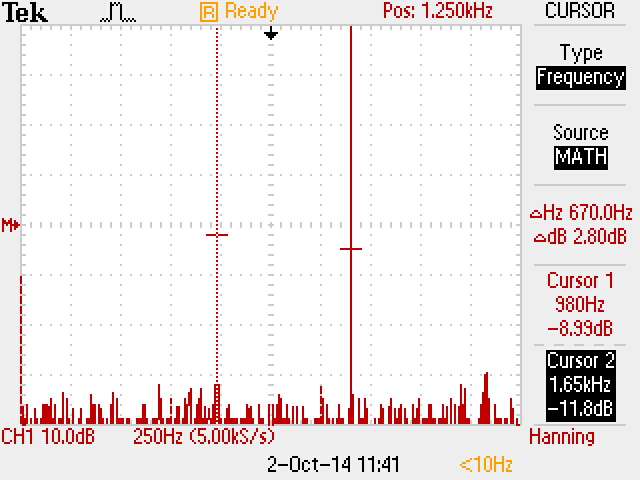 Tek R Ready Pos: 1.250kHz CURSOR
Type
Frequency
Source
MATH
M
△Hz 670.0Hz
△dB 2.80dB
Cursor 1
980Hz
-8.99dB
Cursor 2
1.65kHz
-11.8dB
CH1 10.0dB 250Hz (5.00kS/s) Hanning
2-Oct-14 11:41 <10Hz